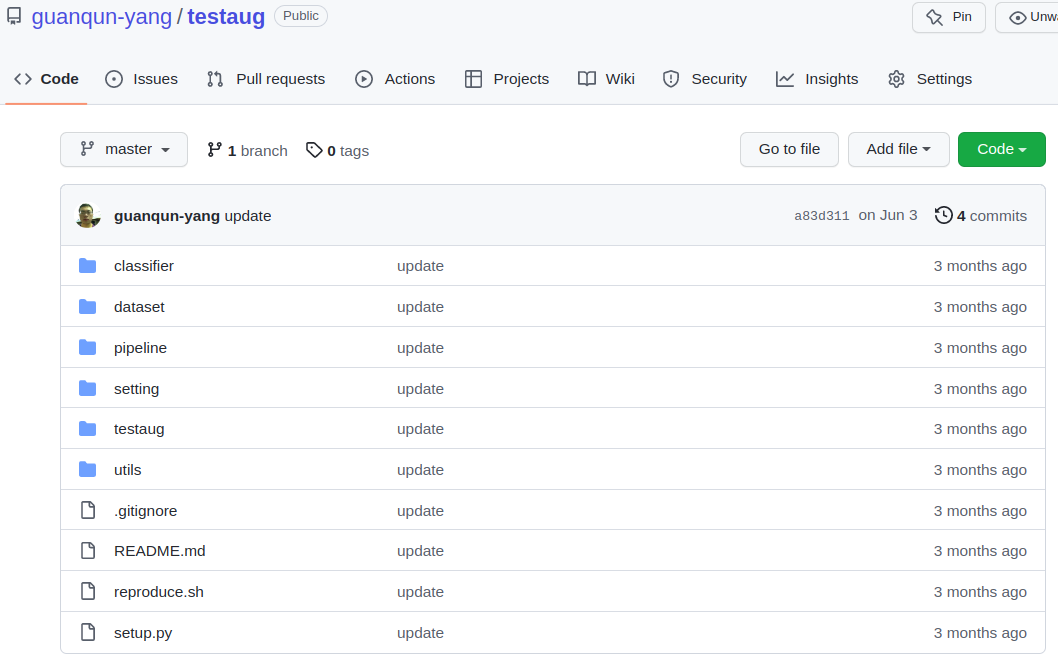 guanqun-yang / testaug Public Pin
Code Issues Pull requests Actions Projects Wiki Security Insights Settings
master 1 branch 0 tags Go to file Add file Code
guanqun-yang update a83d311 on Jun 3 4 commits
classifier update 3 months ago
dataset update 3 months ago
pipeline update 3 months ago
setting update 3 months ago
testaug update 3 months ago
utils update 3 months ago
.gitignore update 3 months ago
README.md update 3 months ago
reproduce.sh update 3 months ago
setup.py update 3 months ago